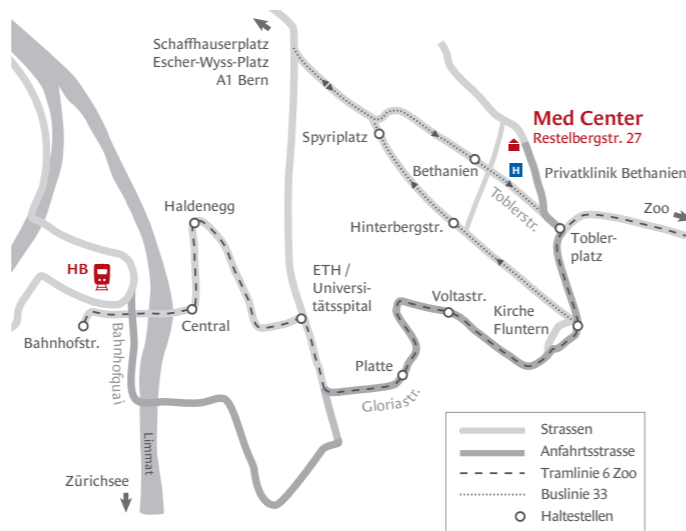 Schaffhauserplatz
Escher-Wyss-Platz
A1 Bern
Med Center
Restelbergstr. 27
Spyriplatz
Bethanien
H
Privatklinik Bethanien
Toblerstr.
Zoo
Haldenegg
Hinterbergstr.
Tobler-
platz
HB
ETH /
Universi-
tätsspital
Voltastr.
Kirche
Fluntern
Bahnhofstr.
Central
Bahnhofquai
Platte
Gloriastr.
Limmat
Zürichsee
Strassen
Anfahrtsstrasse
Tramlinie 6 Zoo
Buslinie 33
Haltestellen